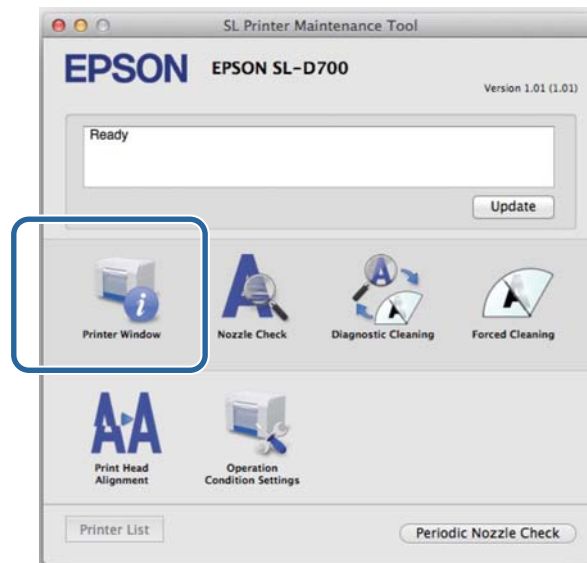 SL Printer Maintenance Tool
EPSON EPSON SL-D700
Version 1.01 (1.01)
Ready
Update
Printer Window Nozzle Check Diagnostic Cleaning Forced Cleaning
Print Head Operation
Alignment Condition Settings
Printer List Periodic Nozzle Check